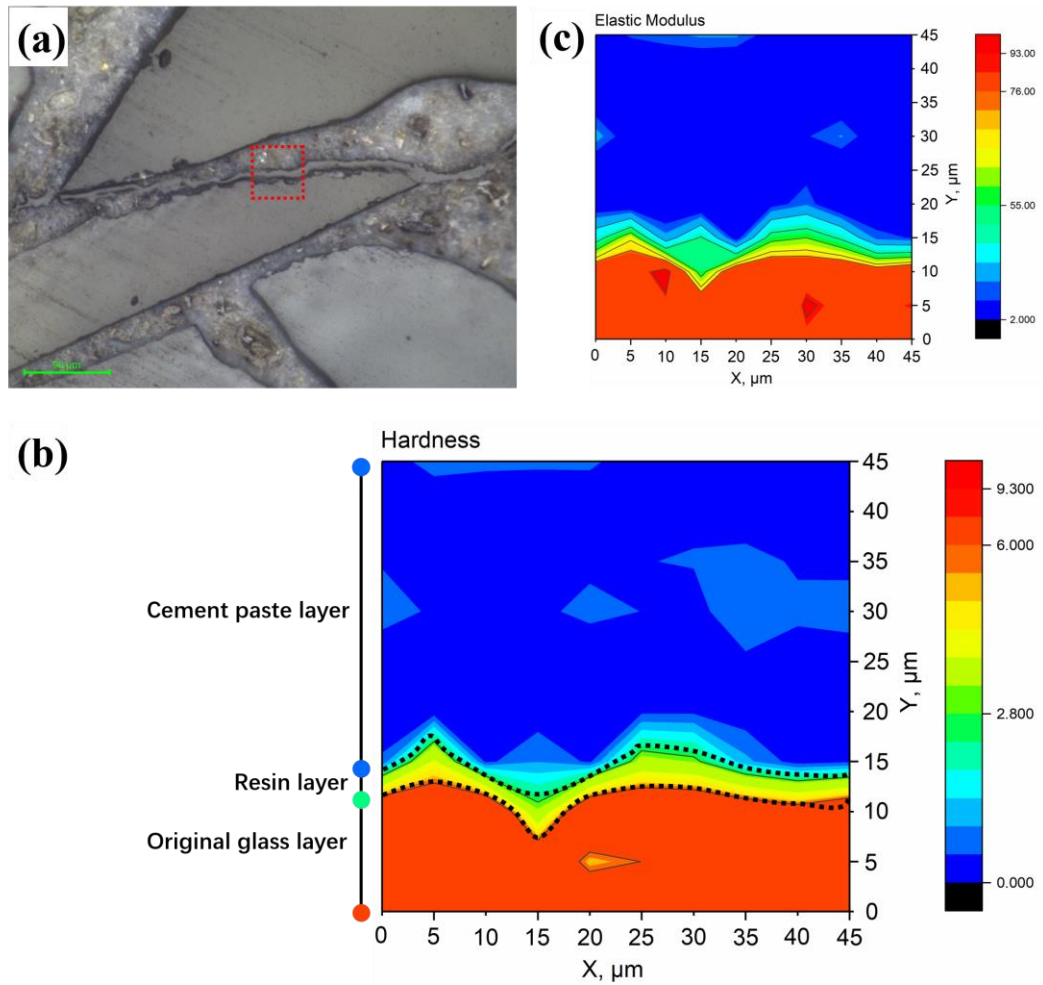 (a)
(c)
Elastic Modulus
45
40
35
30
25
20
15
10
5
0
Y, µm
0 5 10 15 20 25 30 35 40 45
X, µm
93.00
76.00
55.00
2.000
(b)
Hardness
45
40
35
30
25
20
15
10
5
0
Y, µm
0 5 10 15 20 25 30 35 40 45
X, µm
9.300
6.000
2.800
0.000
Cement paste layer
Resin layer
Original glass layer